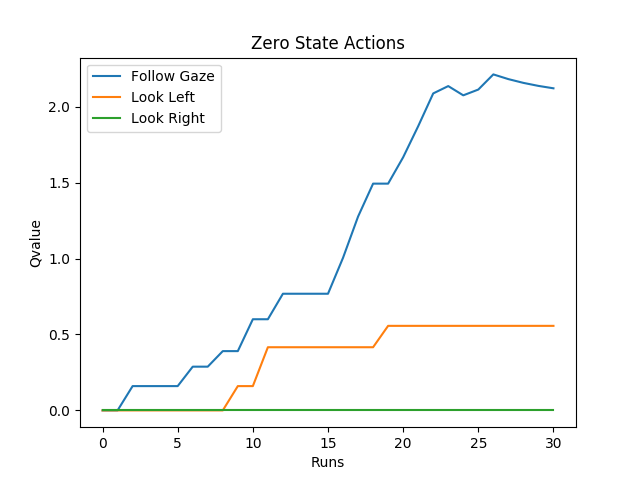 Zero State Actions
Follow Gaze
Look Left
Look Right
2.0
1.5
1.0
0.5
0.0
Qvalue
0 5 10 15 20 25 30
Runs